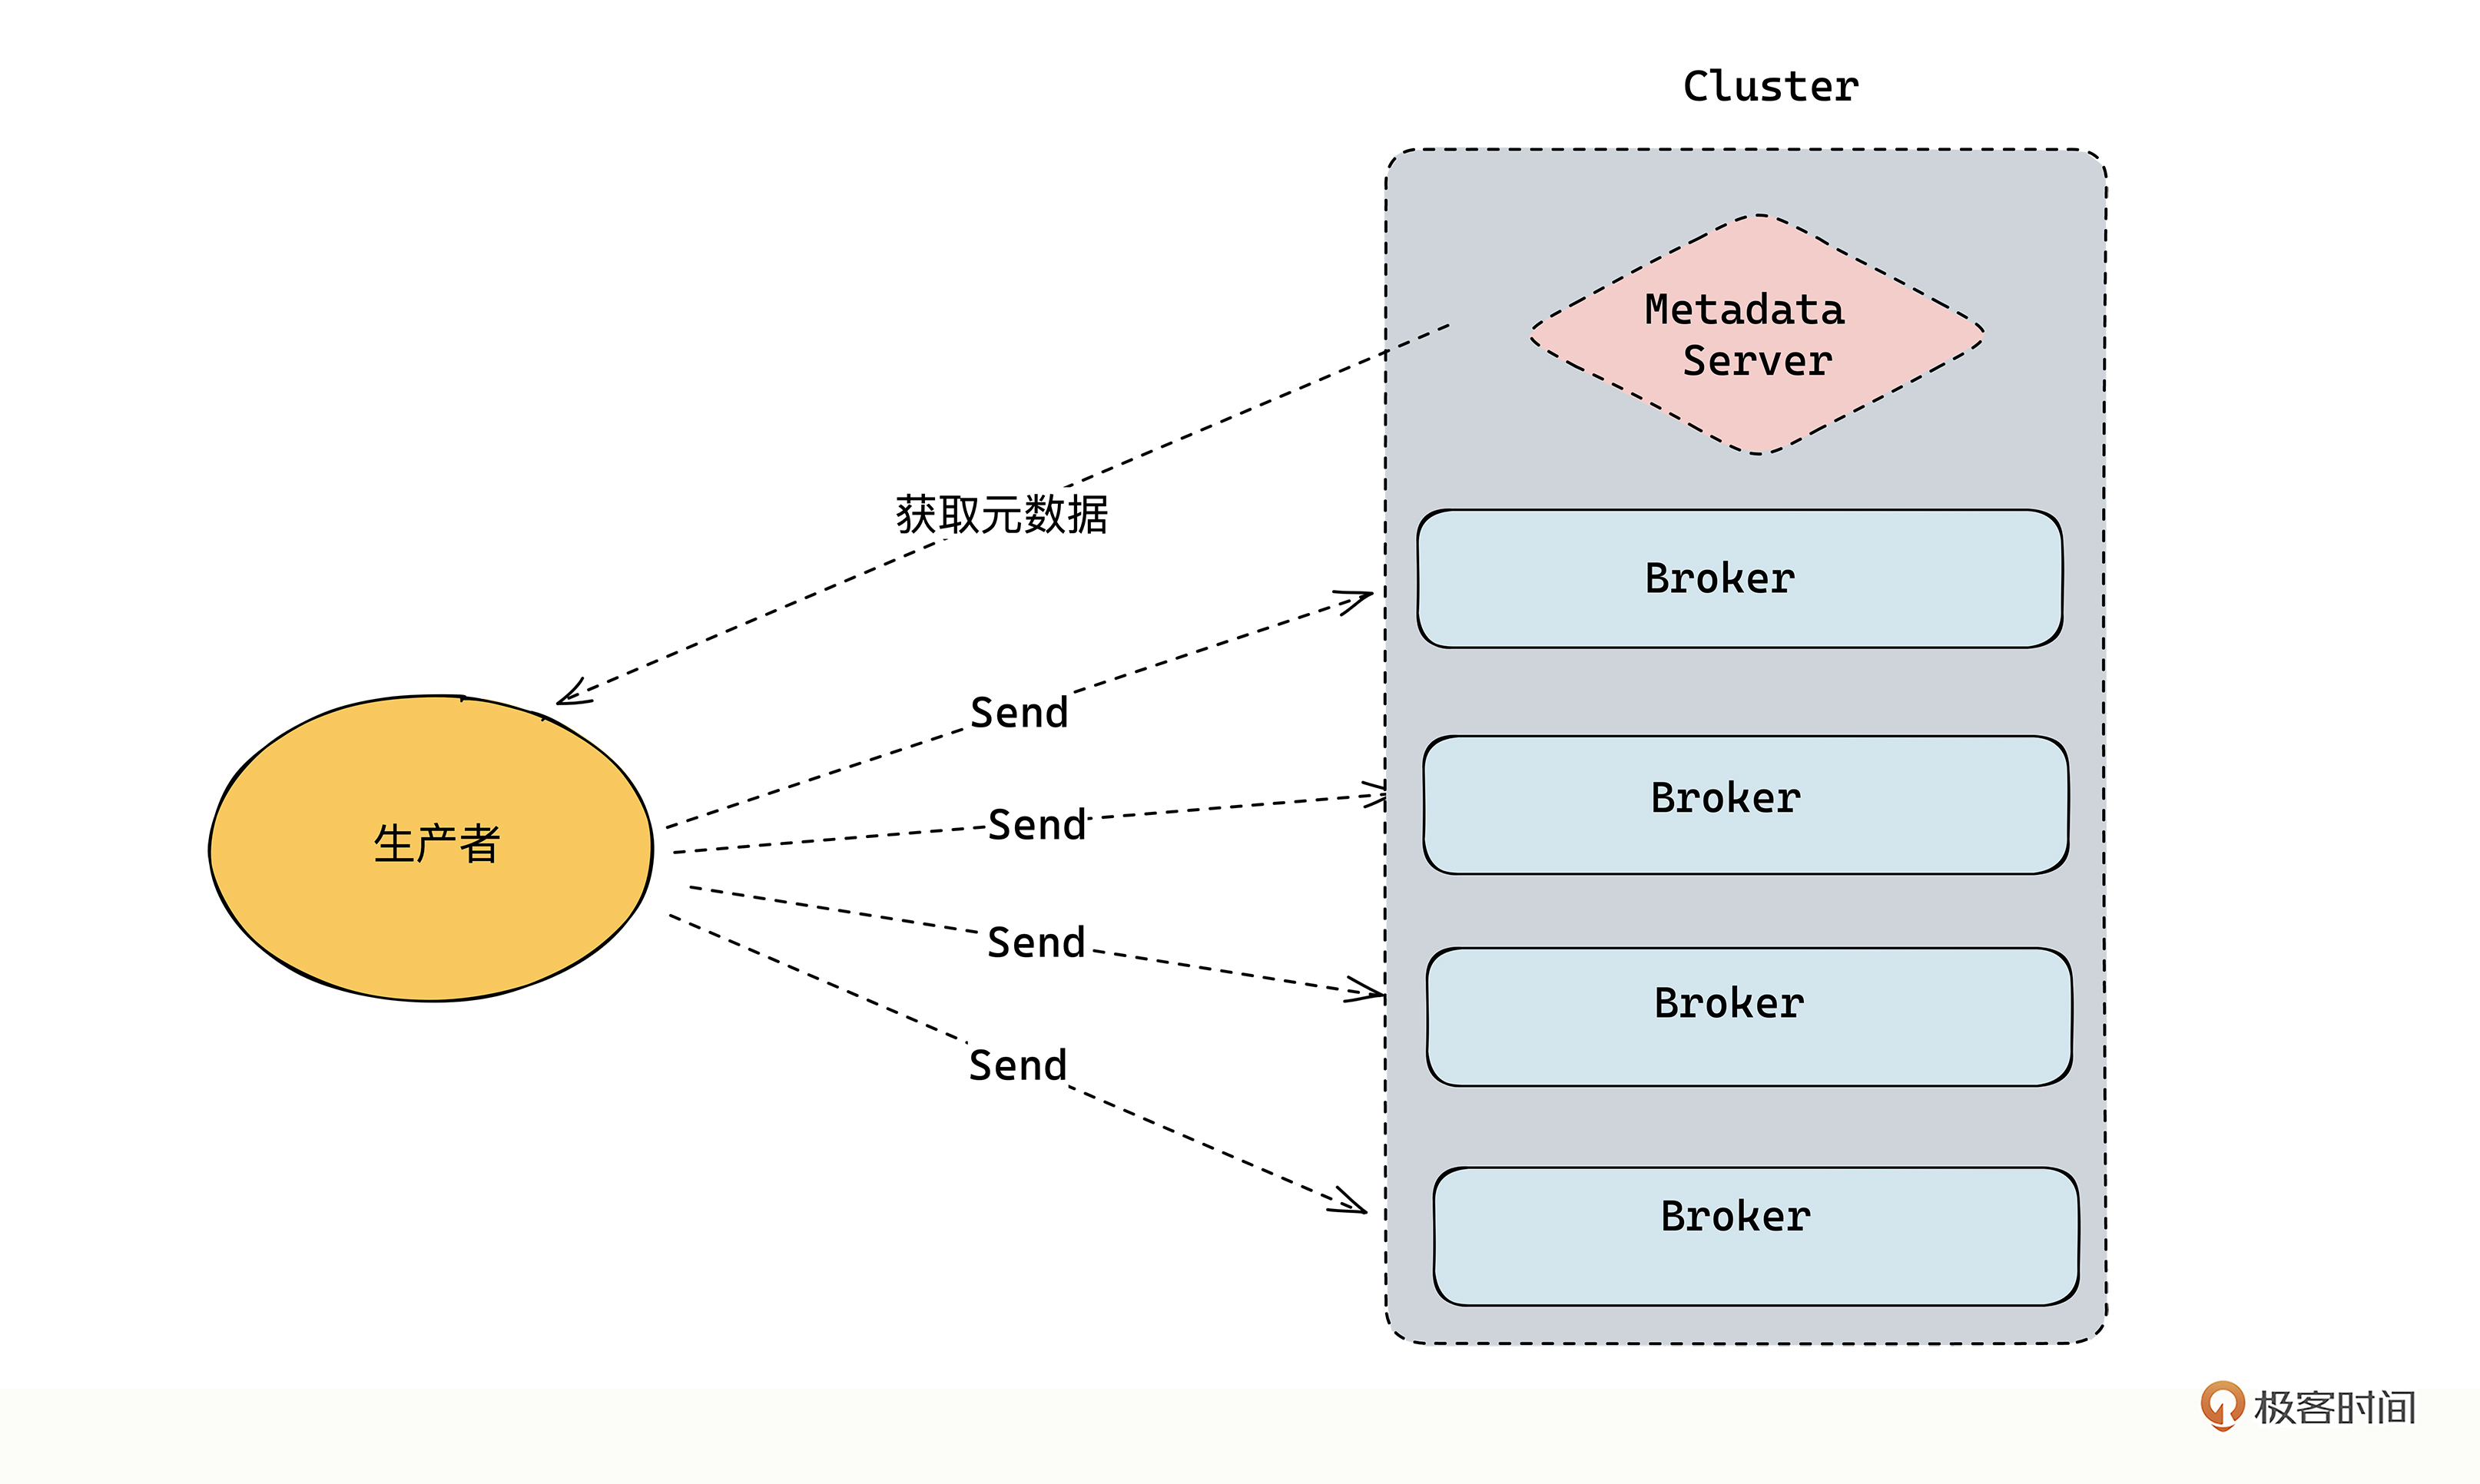 Cluster
Metadata
Server
获取元数据
Broker
Send
Broker
Send
生产者
Send
Broker
Send
Broker
极客时间